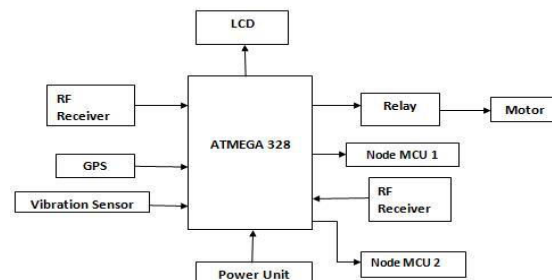 LCD
RF
Receiver
ATMEGA 328
Relay
Motor
GPS
Node MCU 1
Vibration Sensor
RF
Receiver
Node MCU 2
Power Unit